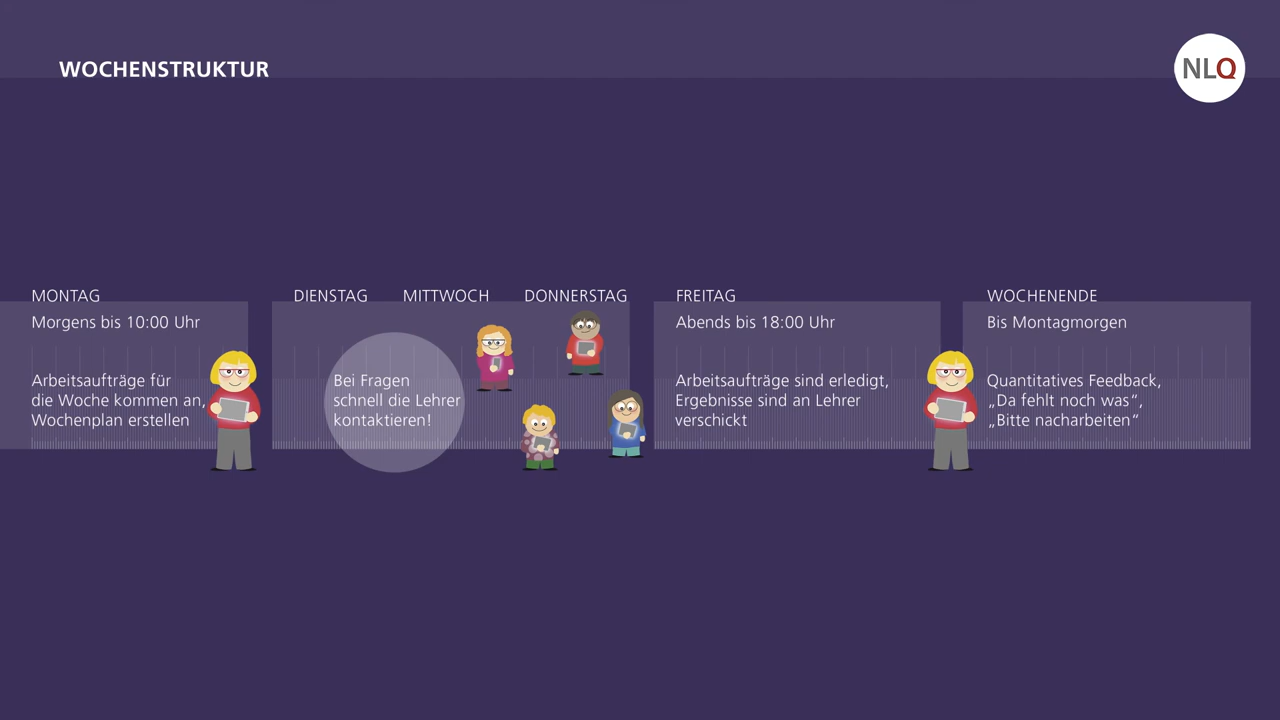 WOCHENSTRUKTUR
NLQ
MONTAG
Morgens bis 10:00 Uhr
Arbeitsaufträge für
die Woche kommen an,
Wochenplan erstellen
DIENSTAG
MITTWOCH
DONNERSTAG
Bei Fragen
schnell die Lehrer
kontaktieren!
FREITAG
Abends bis 18:00 Uhr
Arbeitsaufträge sind erledigt,
Ergebnisse sind an Lehrer
verschickt
WOCHENENDE
Bis Montagmorgen
Quantitatives Feedback,
„Da fehlt noch was“,
„Bitte nacharbeiten“